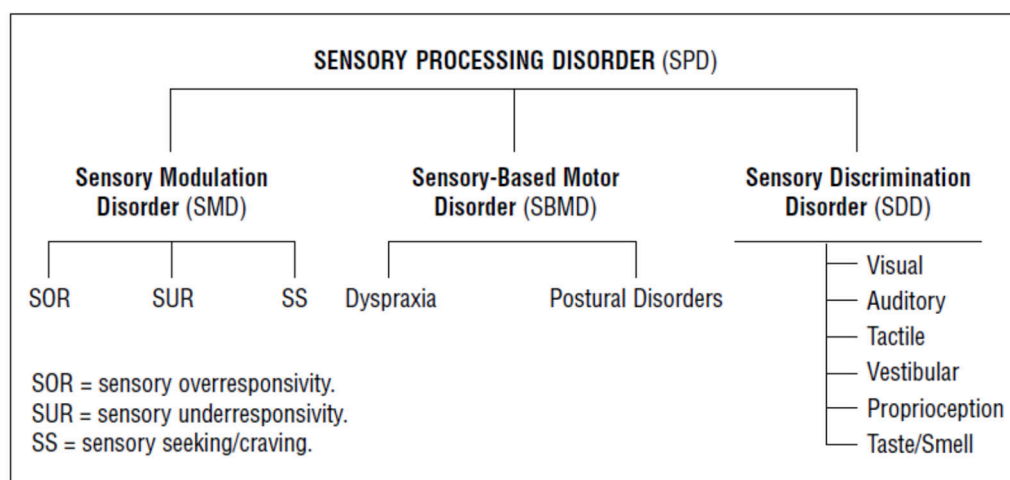 SENSORY PROCESSING DISORDER (SPD)
Sensory Modulation
Disorder (SMD)
Sensory-Based Motor
Disorder (SBMD)
Sensory Discrimination
Disorder (SDD)
SOR
SUR
SS
Dyspraxia
Postural Disorders
Visual
Auditory
Tactile
Vestibular
Proprioception
Taste/Smell
SOR = sensory overresponsivity.
SUR = sensory underresponsivity.
SS = sensory seeking/craving.